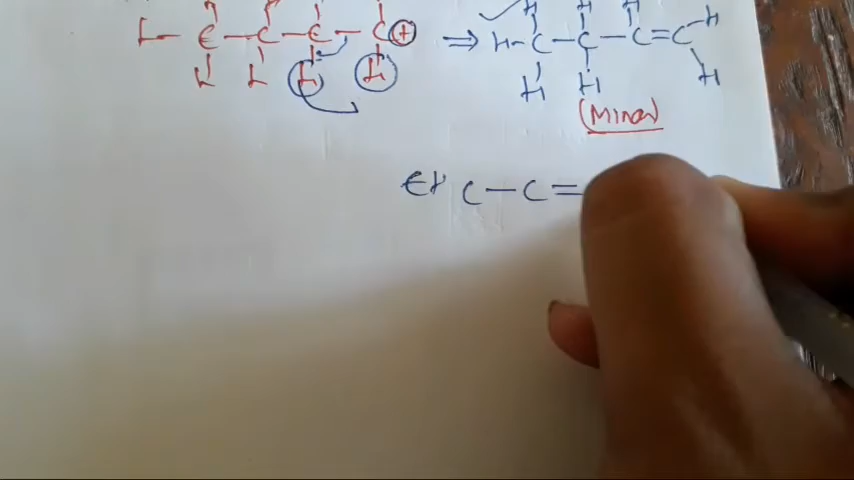 H– C – C – C – C ⊕ ⇒ H– C – C – C = C H
H H H H H H H
(Minor)
EX C – C =